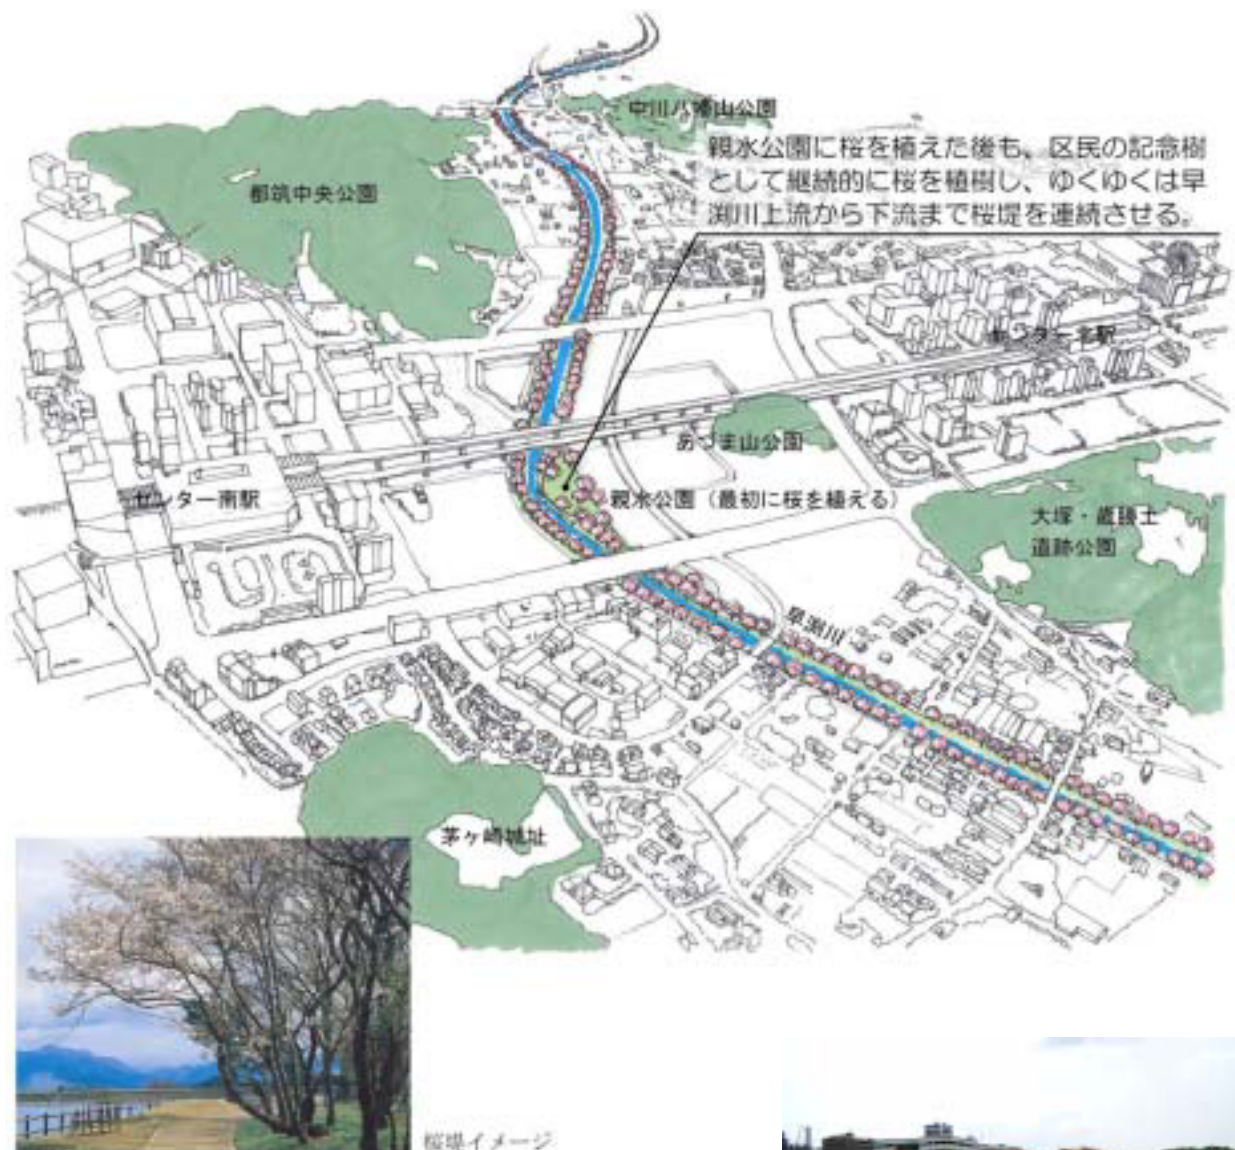 中川八幡山公園
親水公園に桜を植えた後も、区民の記念樹
として継続的に桜を植樹し、ゆくゆくは早
渕川上流から下流まで桜堤を連続させる。
都筑中央公園
センター北駅
あづま山公園
センター南駅
親水公園（最初に桜を植える）
大塚・歳勝土
遺跡公園
早渕川
茅ヶ崎城址
桜堤イメージ